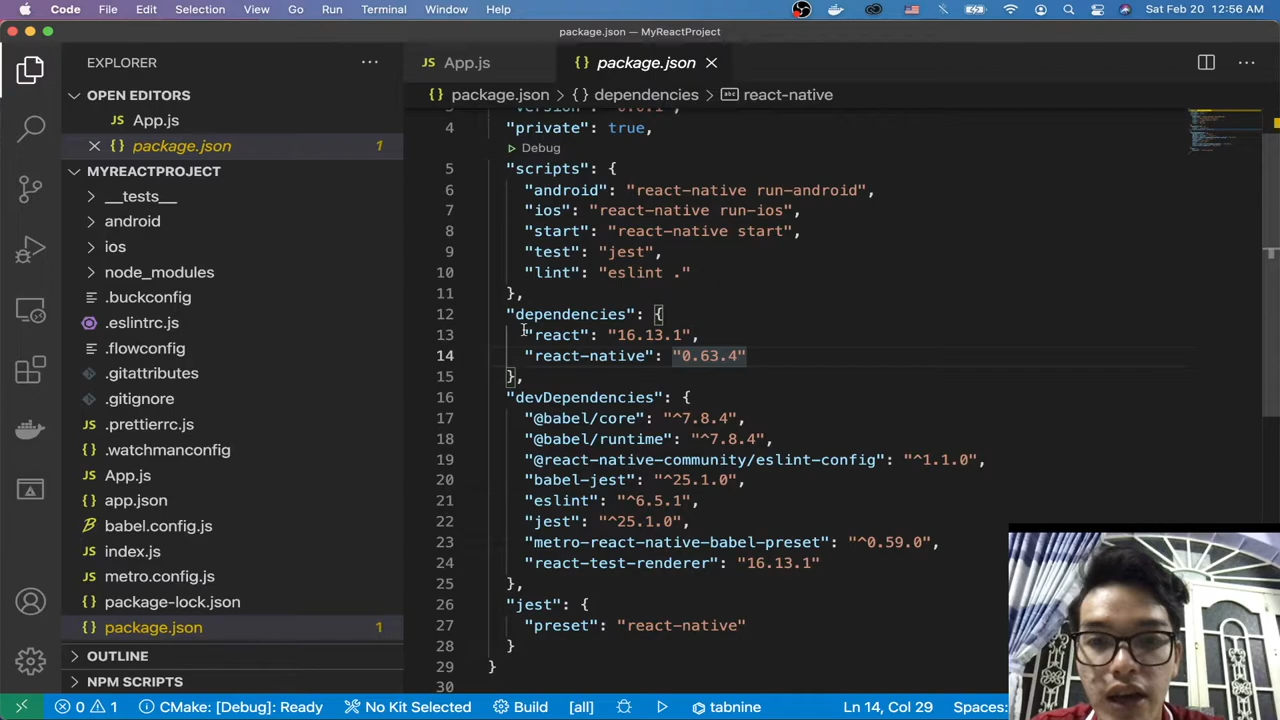 Code File Edit Selection View Go Run Terminal Window Help Sat Feb 20 12:56 AM
package.json — MyReactProject
EXPLORER
App.js
package.json
package.json > dependencies > react-native
OPEN EDITORS
App.js
package.json 1
MYREACTPROJECT
__tests__
android
ios
node_modules
.buckconfig
.eslintrc.js
.flowconfig
.gitattributes
.gitignore
.prettierrc.js
.watchmanconfig
App.js
app.json
babel.config.js
index.js
metro.config.js
package-lock.json
package.json 1
OUTLINE
NPM SCRIPTS
4 "private": true,
Debug
5 "scripts": {
6 "android": "react-native run-android",
7 "ios": "react-native run-ios",
8 "start": "react-native start",
9 "test": "jest",
10 "lint": "eslint ."
11 },
12 "dependencies": {
13 "react": "16.13.1",
14 "react-native": "0.63.4"
15 },
16 "devDependencies": {
17 "@babel/core": "^7.8.4",
18 "@babel/runtime": "^7.8.4",
19 "@react-native-community/eslint-config": "^1.1.0",
20 "babel-jest": "^25.1.0",
21 "eslint": "^6.5.1",
22 "jest": "^25.1.0",
23 "metro-react-native-babel-preset": "^0.59.0",
24 "react-test-renderer": "16.13.1"
25 },
26 "jest": {
27 "preset": "react-native"
28 }
29 }
30
0 1 CMake: [Debug]: Ready No Kit Selected Build [all] tabnine Ln 14, Col 29 Spaces: